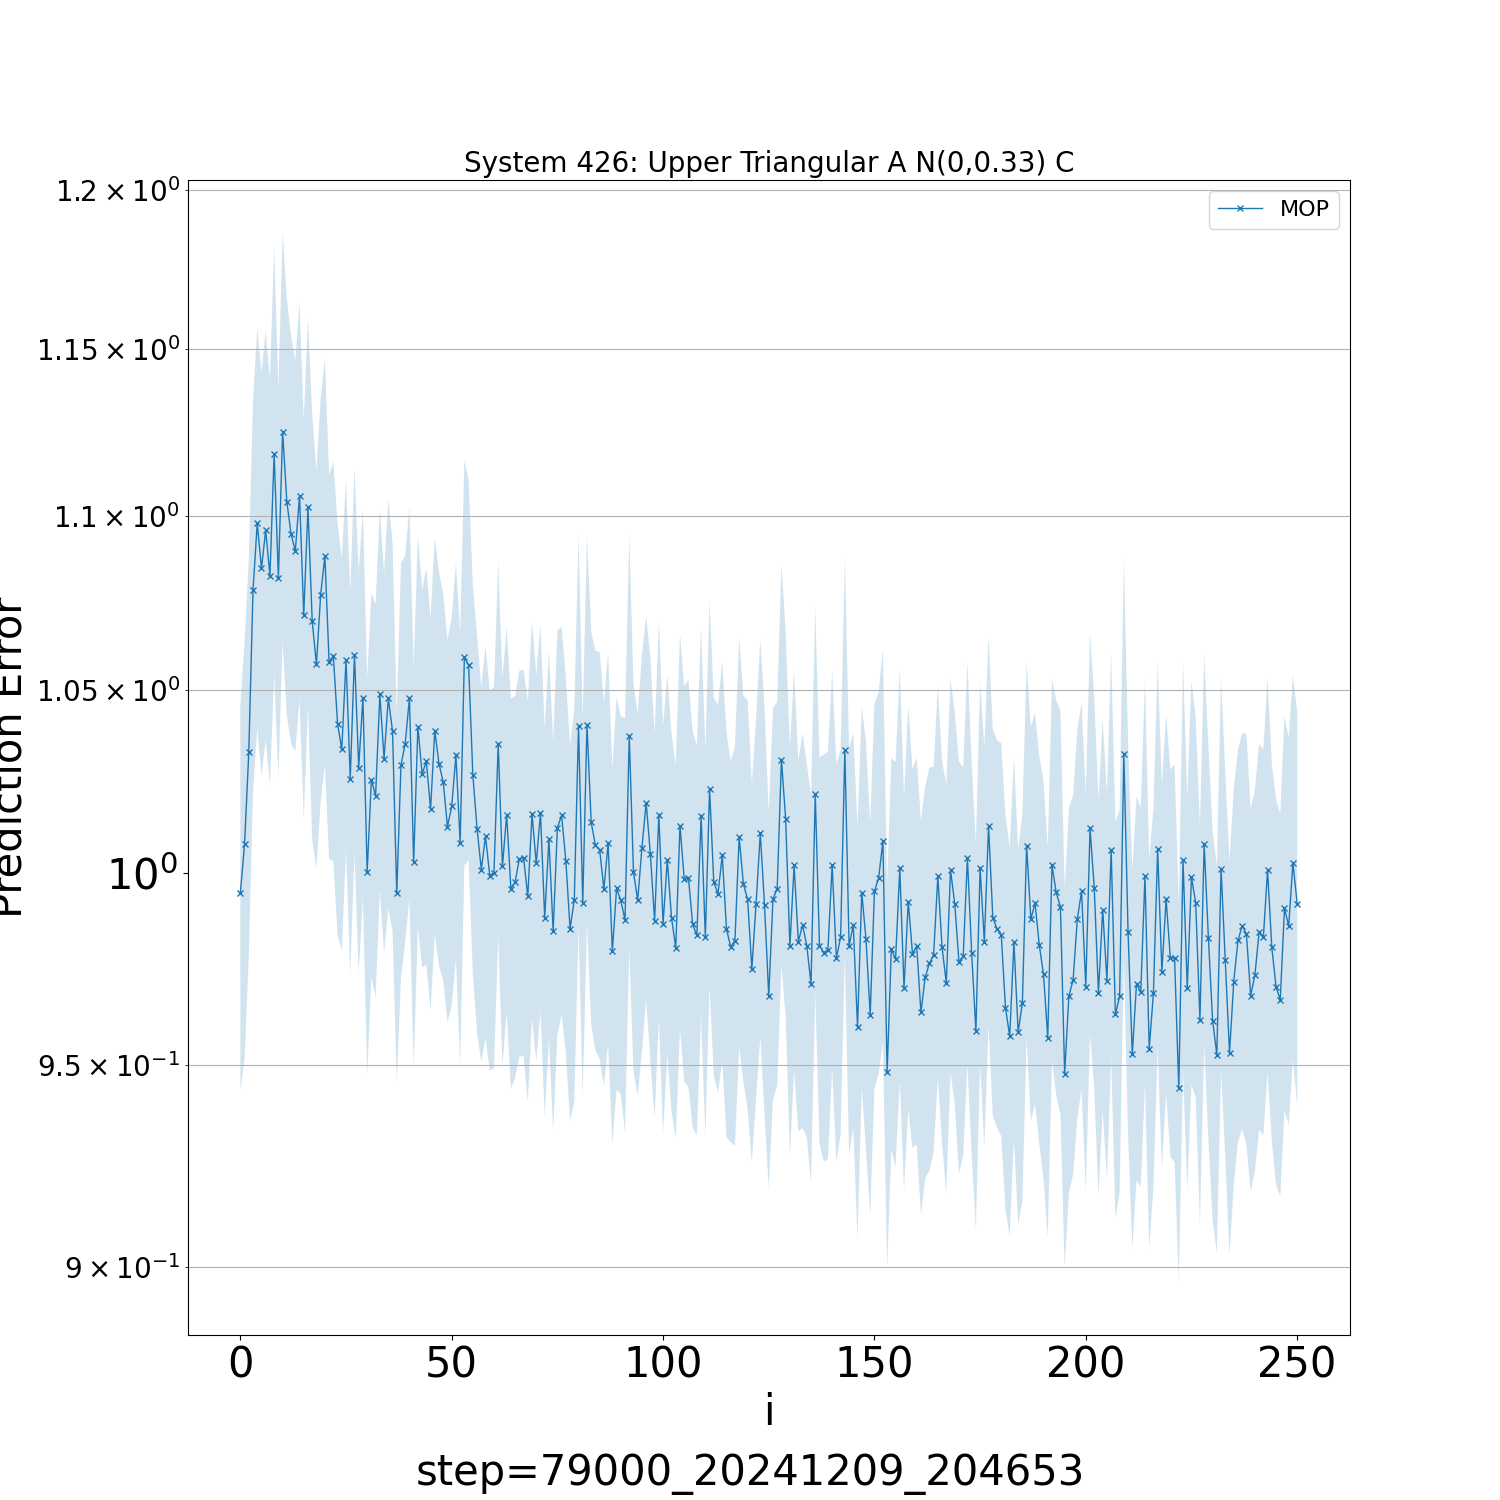 System 426: Upper Triangular A N(0,0.33) C
1.2 × 10⁰
1.15 × 10⁰
1.1 × 10⁰
1.05 × 10⁰
10⁰
9.5 × 10⁻¹
9 × 10⁻¹
Prediction Error
MOP
0 50 100 150 200 250
i
step=79000_20241209_204653